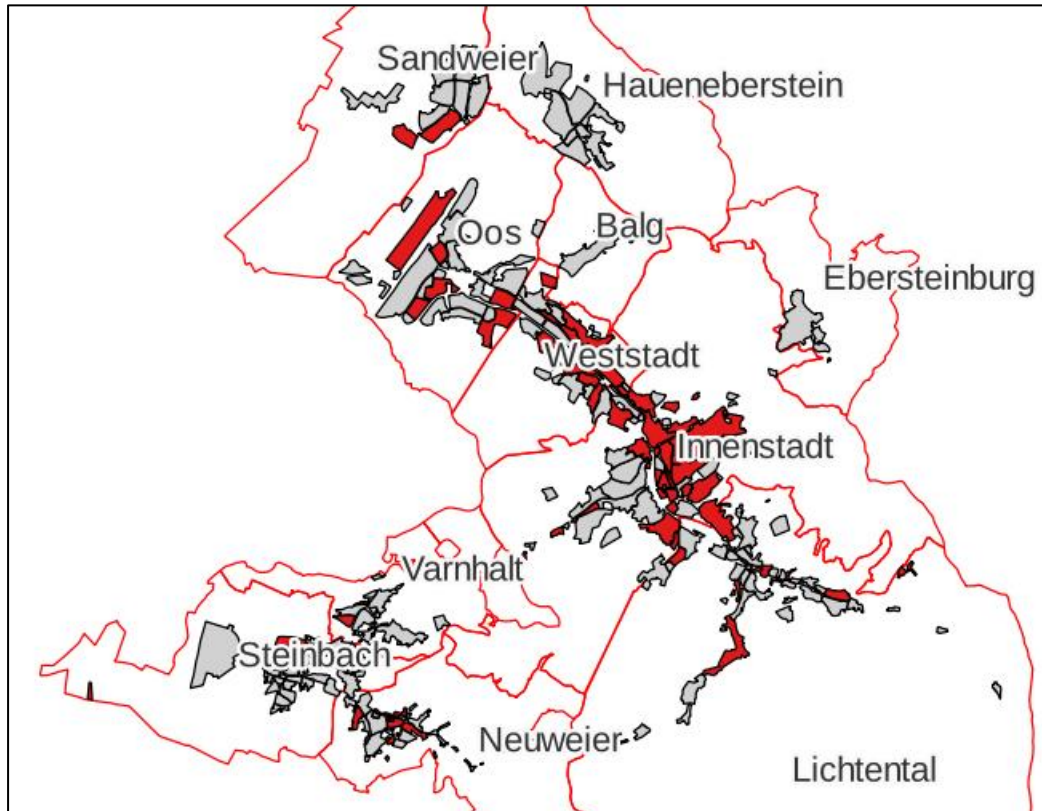 Sandweier
Haueneberstein
Oos
Balg
Ebersteinburg
Weststadt
Innenstadt
Varnhalt
Steinbach
Neuweier
Lichtental